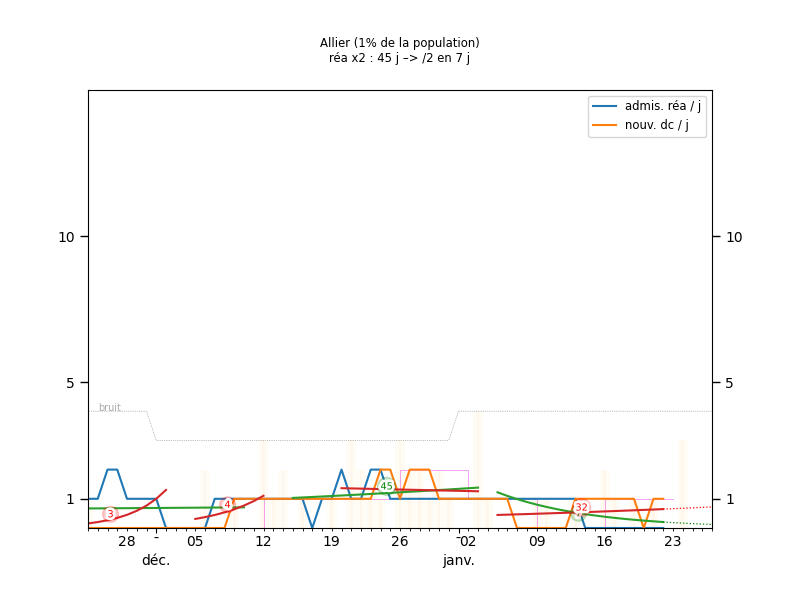 Allier (1% de la population)
réa x2 : 45 j –> /2 en 7 j
admis. réa / j
nouv. dc / j
10 10
5 5
bruit
45
4
32
3
1 1
28 - 05 12 19 26 -02 09 16 23
déc. janv.